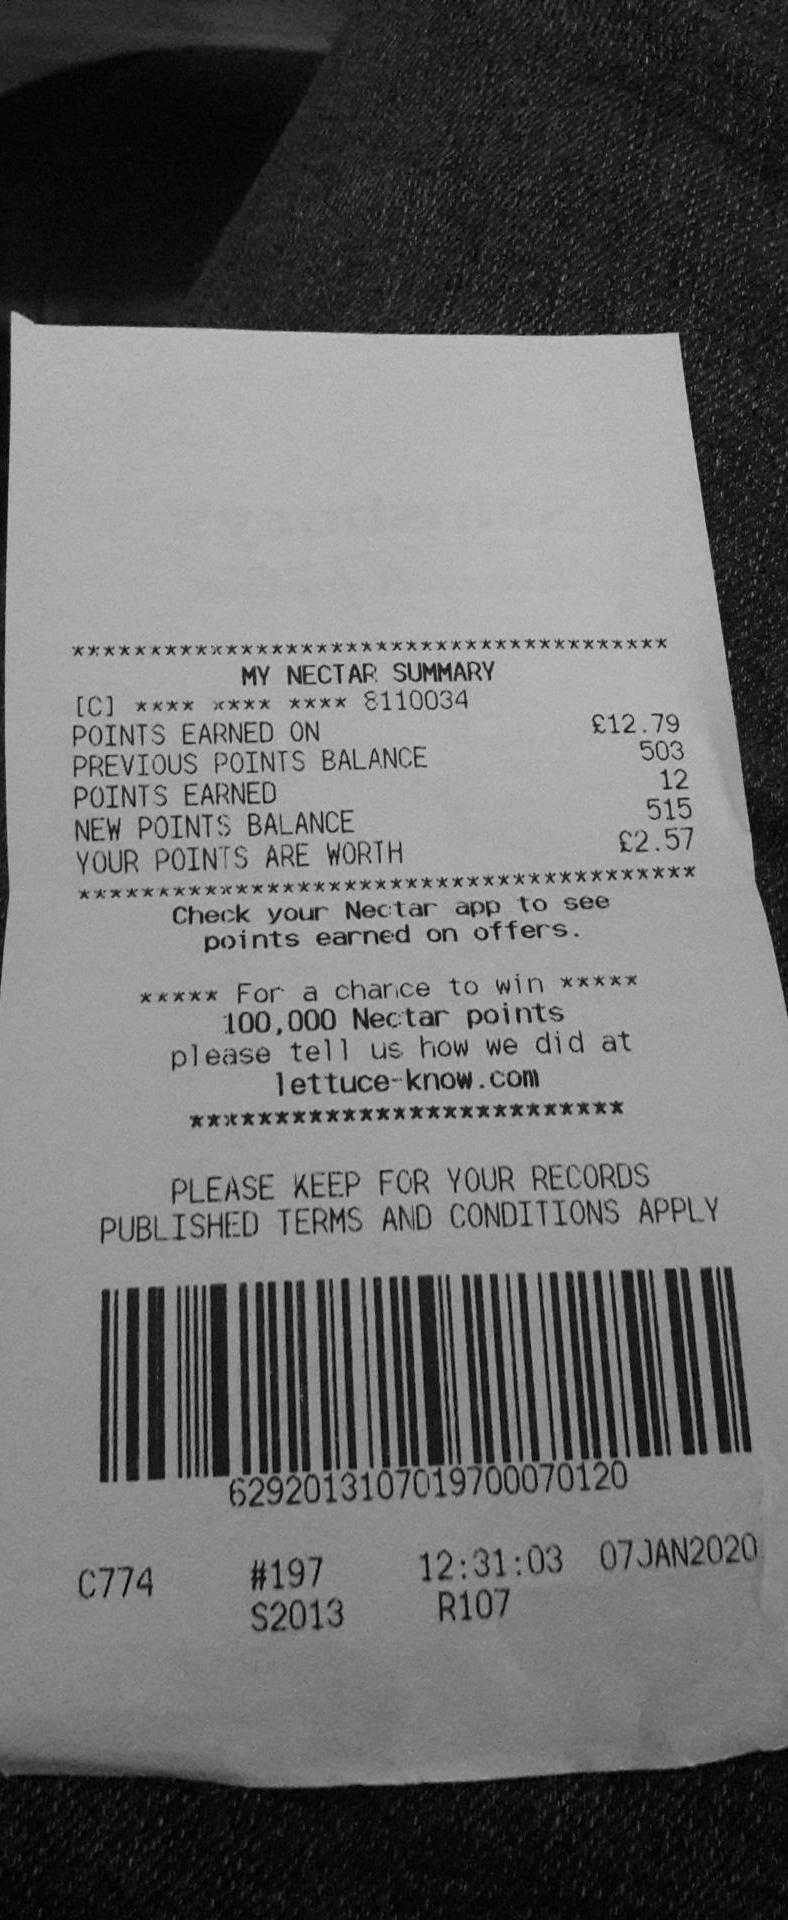 ****************************************
MY NECTAR SUMMARY
[C] **** **** **** 8110034
POINTS EARNED ON £12.79
PREVIOUS POINTS BALANCE 503
POINTS EARNED 12
NEW POINTS BALANCE 515
YOUR POINTS ARE WORTH £2.57
****************************************
Check your Nectar app to see
points earned on offers.
***** For a chance to win *****
100,000 Nectar points
please tell us how we did at
lettuce-know.com
**************************
PLEASE KEEP FOR YOUR RECORDS
PUBLISHED TERMS AND CONDITIONS APPLY
6292013107019700070120
C774 #197 12:31:03 07JAN2020
S2013 R107